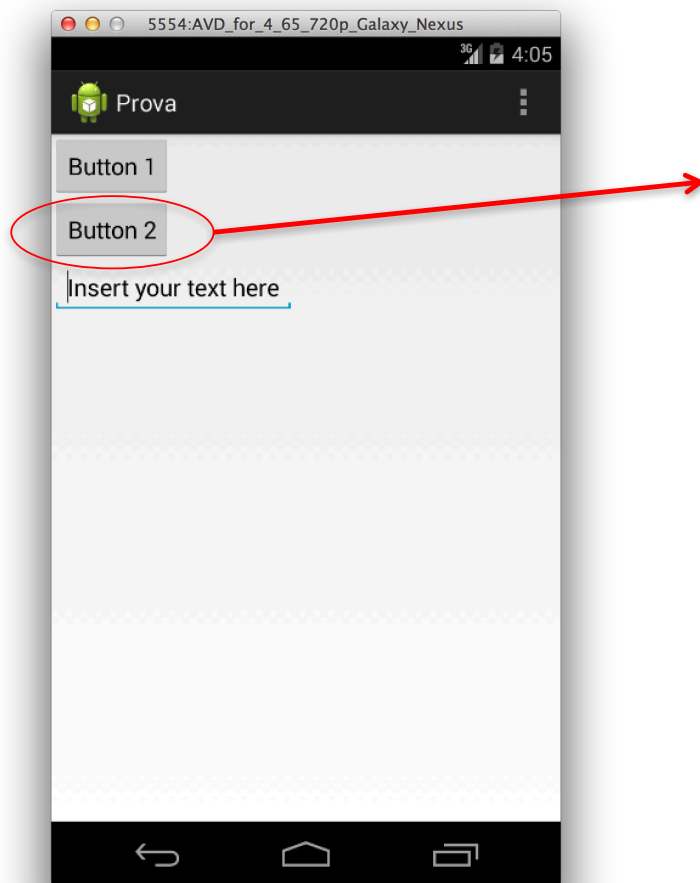 5554:AVD_for_4_65_720p_Galaxy_Nexus
3G 4:05
Prova
Button 1
Button 2
Insert your text here